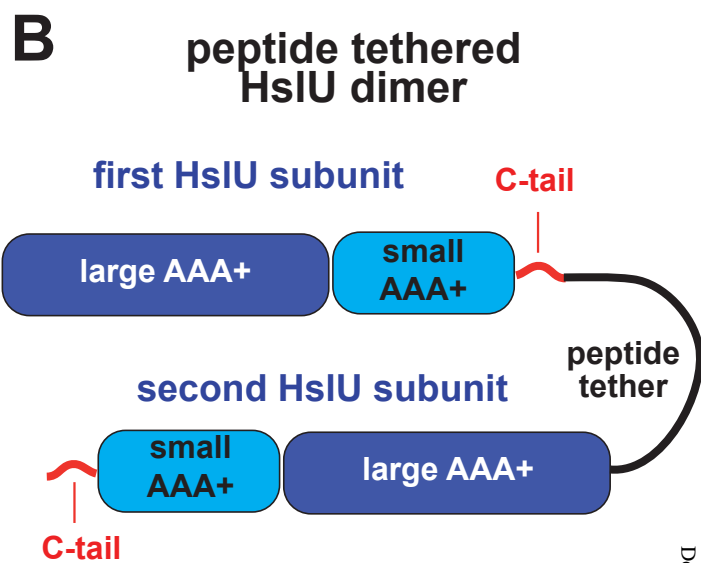 B
peptide tethered
HslU dimer
first HslU subunit
C-tail
large AAA+
small
AAA+
peptide
tether
second HslU subunit
small
AAA+
large AAA+
C-tail